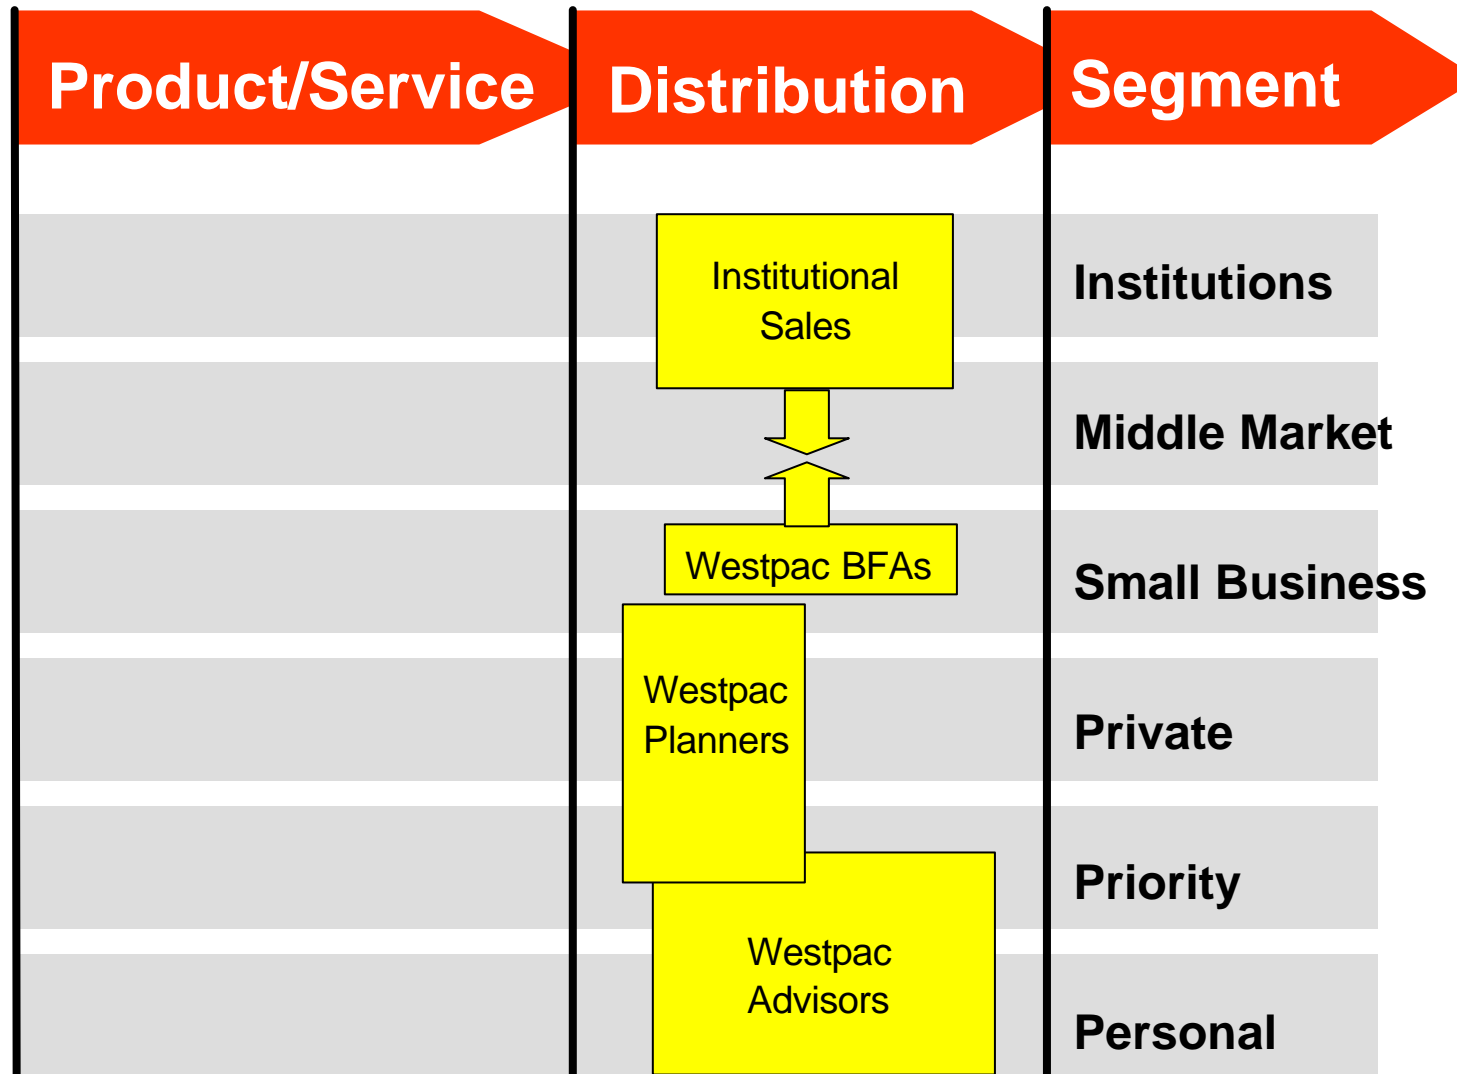 Product/Service
Distribution
Segment
Institutional
Sales
Institutions
Middle Market
Westpac BFAs
Small Business
Westpac
Planners
Private
Priority
Westpac
Advisors
Personal